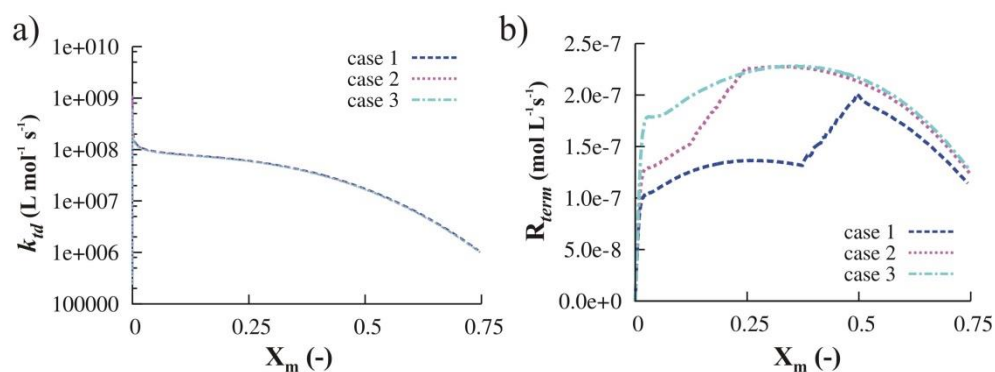 a)
1e+010
1e+009
1e+008
1e+007
1e+006
100000
k_td (L mol⁻¹ s⁻¹)
case 1
case 2
case 3
0
0.25
0.5
0.75
X_m (-)
b)
2.5e-7
2.0e-7
1.5e-7
1.0e-7
5.0e-8
0.0e+0
R_term (mol L⁻¹s⁻¹)
case 1
case 2
case 3
0
0.25
0.5
0.75
X_m (-)